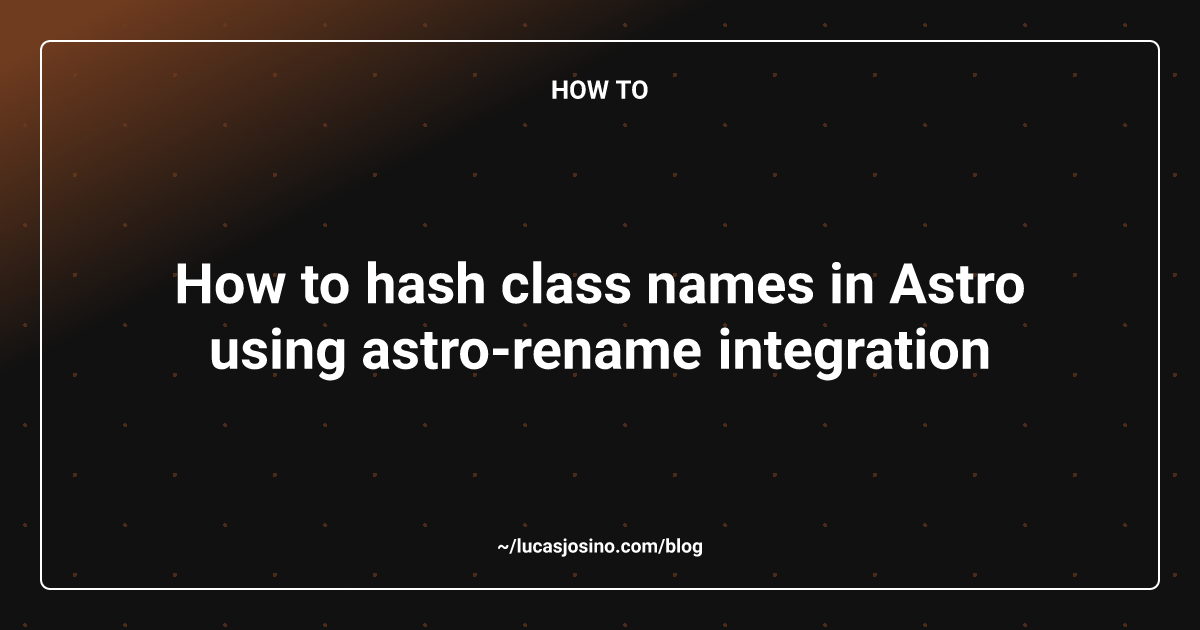 HOW TO
How to hash class names in Astro
using astro-rename integration
~/lucasjosino.com/blog